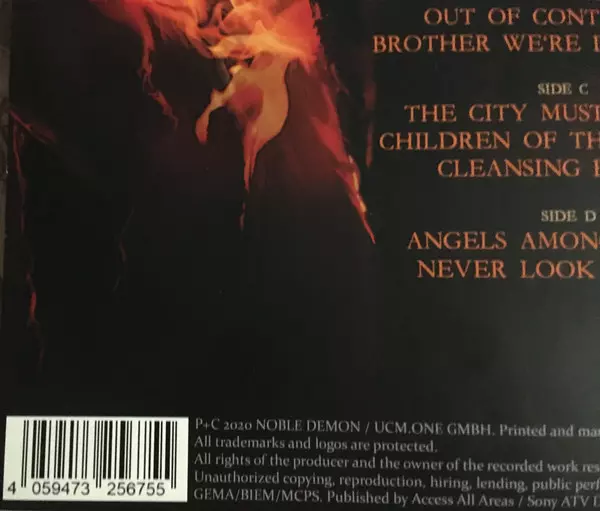 OUT OF CONT
BROTHER WE'RE
SIDE C
THE CITY MUST
CHILDREN OF TH
CLEANSING
SIDE D
ANGELS AMONG
NEVER LOOK
P+C 2020 NOBLE DEMON / UCM.ONE GMBH. Printed and ma
All trademarks and logos are protected.
All rights of the producer and the owner of the recorded work res
Unauthorized copying, reproduction, hiring, lending, public perf
GEMA/BIEM/MCPS. Published by Access All Areas / Sony ATV D
4 059473 256755